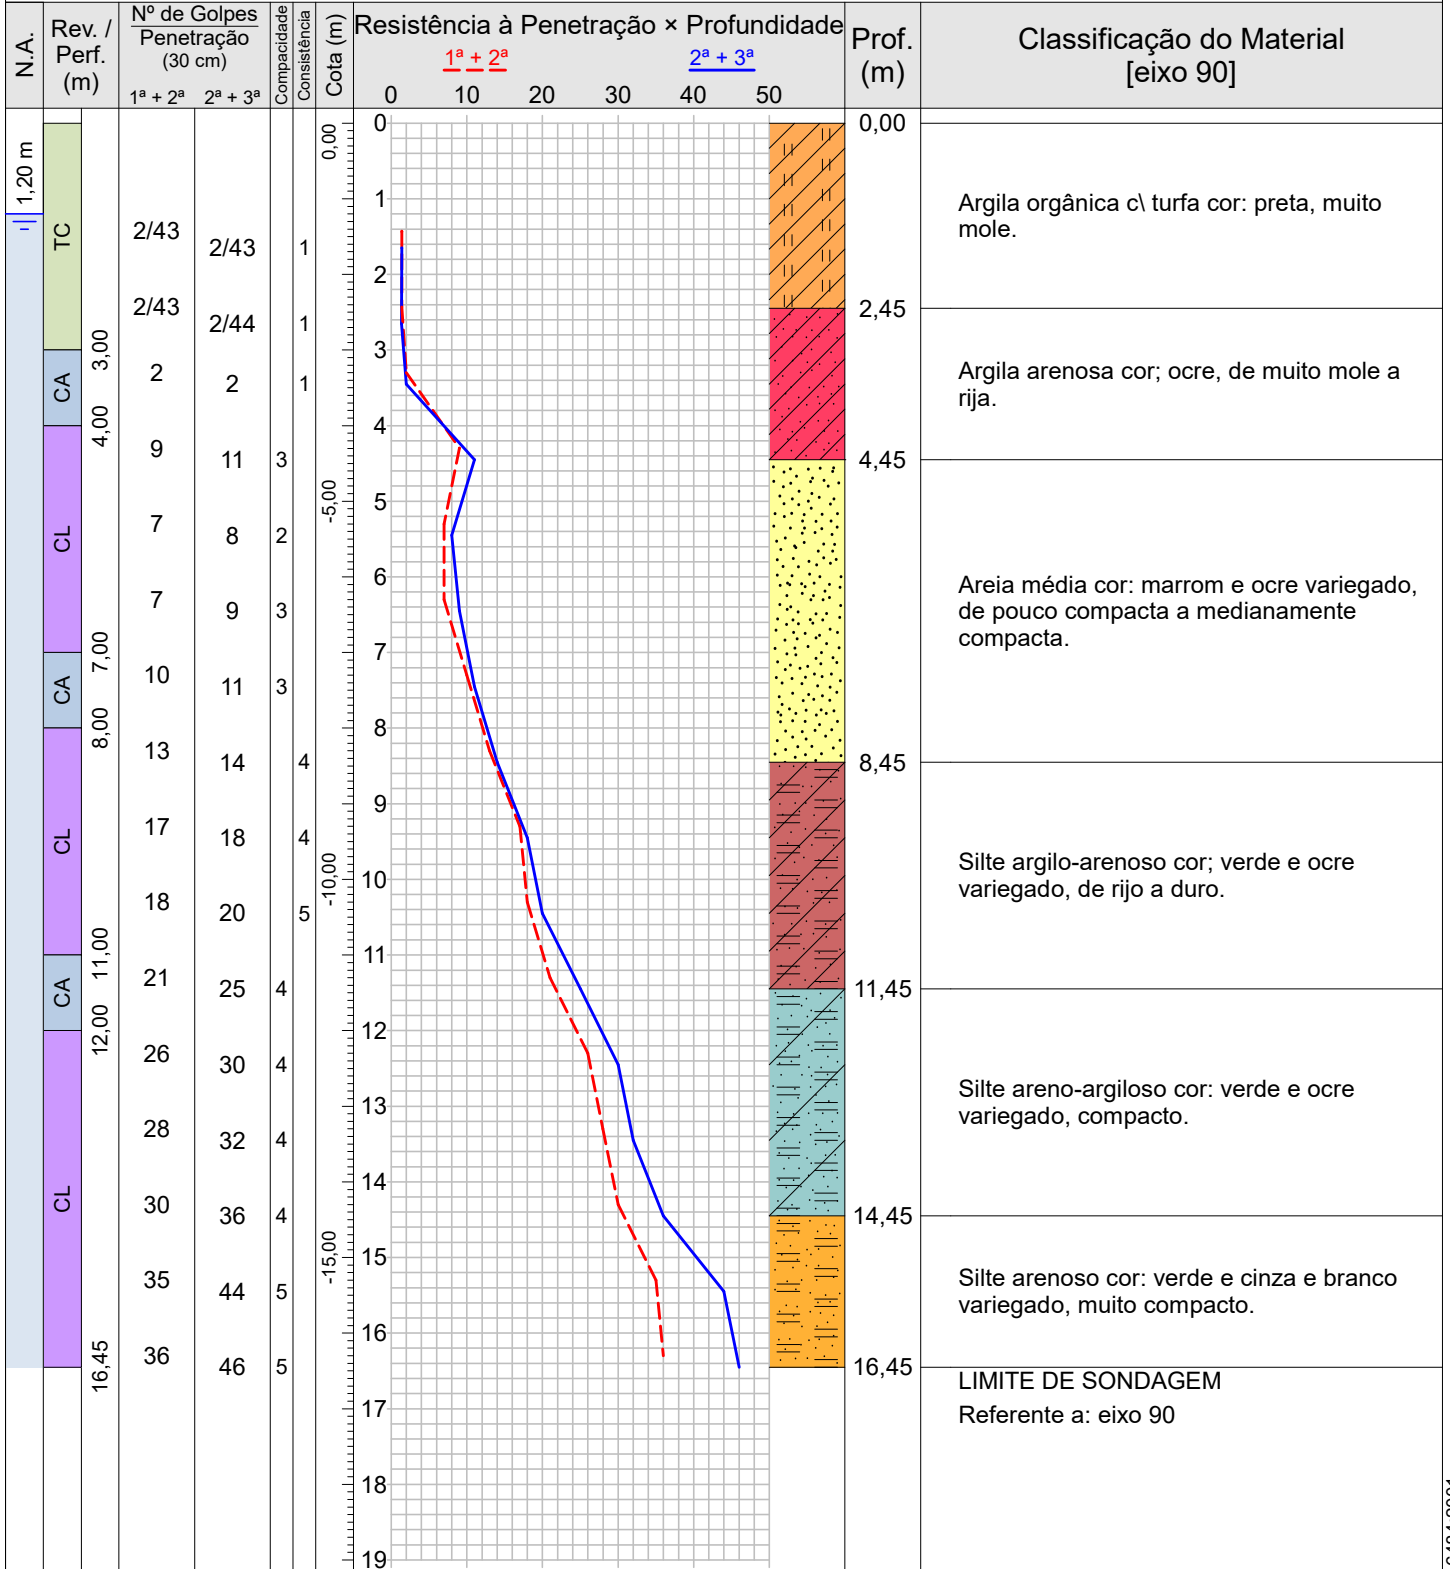 N.A.
Rev. /
Perf.
(m)
Nº de Golpes
Penetração
(30 cm)
1ª + 2ª
2ª + 3ª
Compacidade
Consistência
Cota (m)
Resistência à Penetração × Profundidade
1ª + 2ª
2ª + 3ª
0 10 20 30 40 50
Prof.
(m)
Classificação do Material
[eixo 90]
1,20 m
TC
3,00
CA
4,00
CL
7,00
CA
8,00
CL
11,00
CA
12,00
CL
16,45
2/43 2/43 1
2/43 2/44 1
2 2 1
9 11 3
7 8 2
7 9 3
10 11 3
13 14 4
17 18 4
18 20 5
21 25 4
26 30 4
28 32 4
30 36 4
35 44 5
36 46 5
0,00
-5,00
-10,00
-15,00
0
1
2
3
4
5
6
7
8
9
10
11
12
13
14
15
16
17
18
19
0,00
Argila orgânica c\ turfa cor: preta, muito
mole.
2,45
Argila arenosa cor; ocre, de muito mole a
rija.
4,45
Areia média cor: marrom e ocre variegado,
de pouco compacta a medianamente
compacta.
8,45
Silte argilo-arenoso cor; verde e ocre
variegado, de rijo a duro.
11,45
Silte areno-argiloso cor: verde e ocre
variegado, compacto.
14,45
Silte arenoso cor: verde e cinza e branco
variegado, muito compacto.
16,45
LIMITE DE SONDAGEM
Referente a: eixo 90